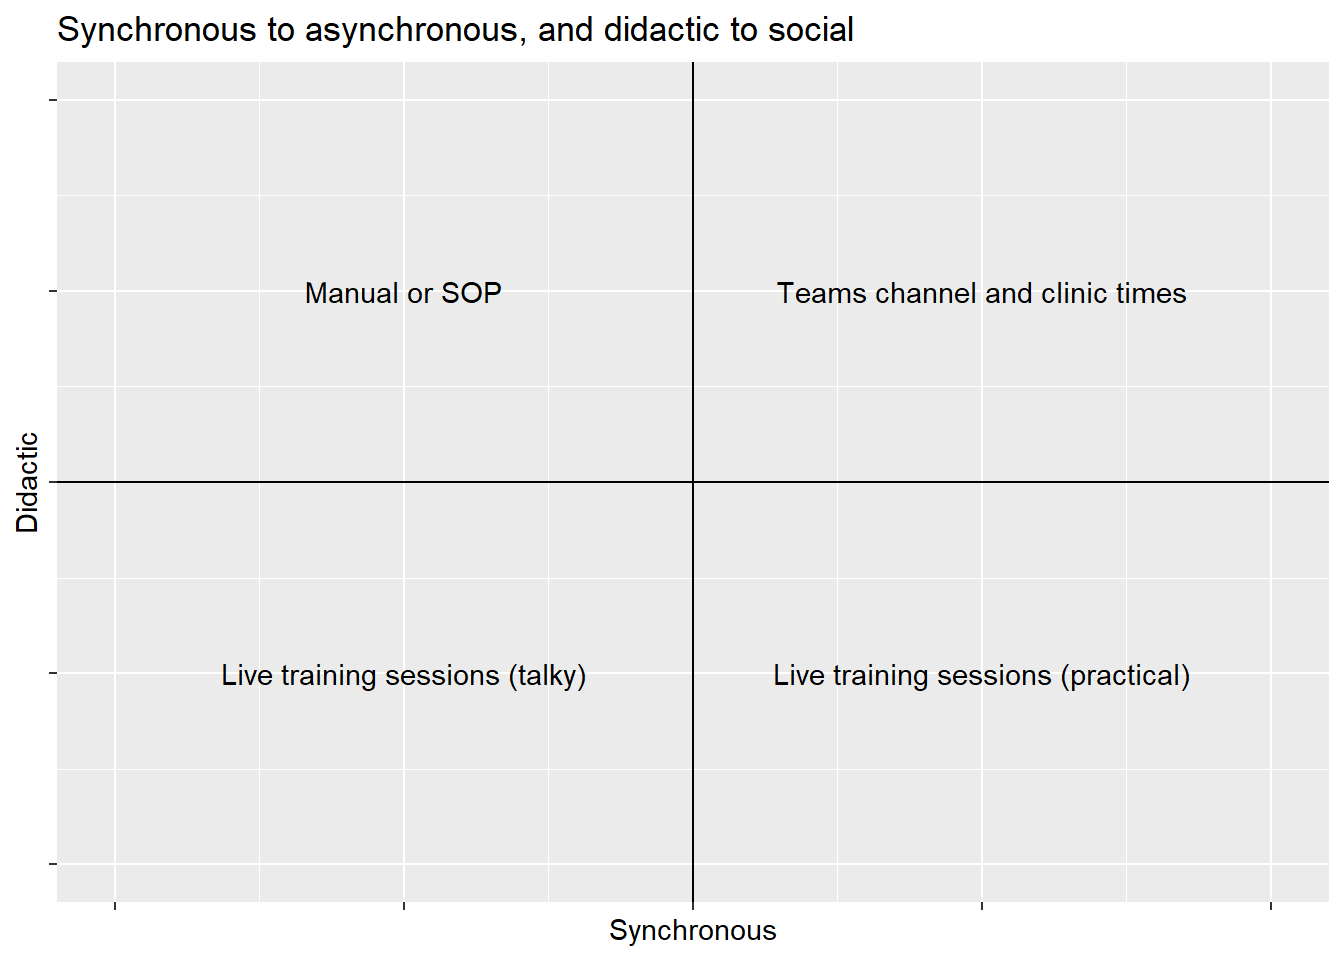 Synchronous to asynchronous, and didactic to social
Manual or SOP
Teams channel and clinic times
Didactic
Live training sessions (talky)
Live training sessions (practical)
Synchronous